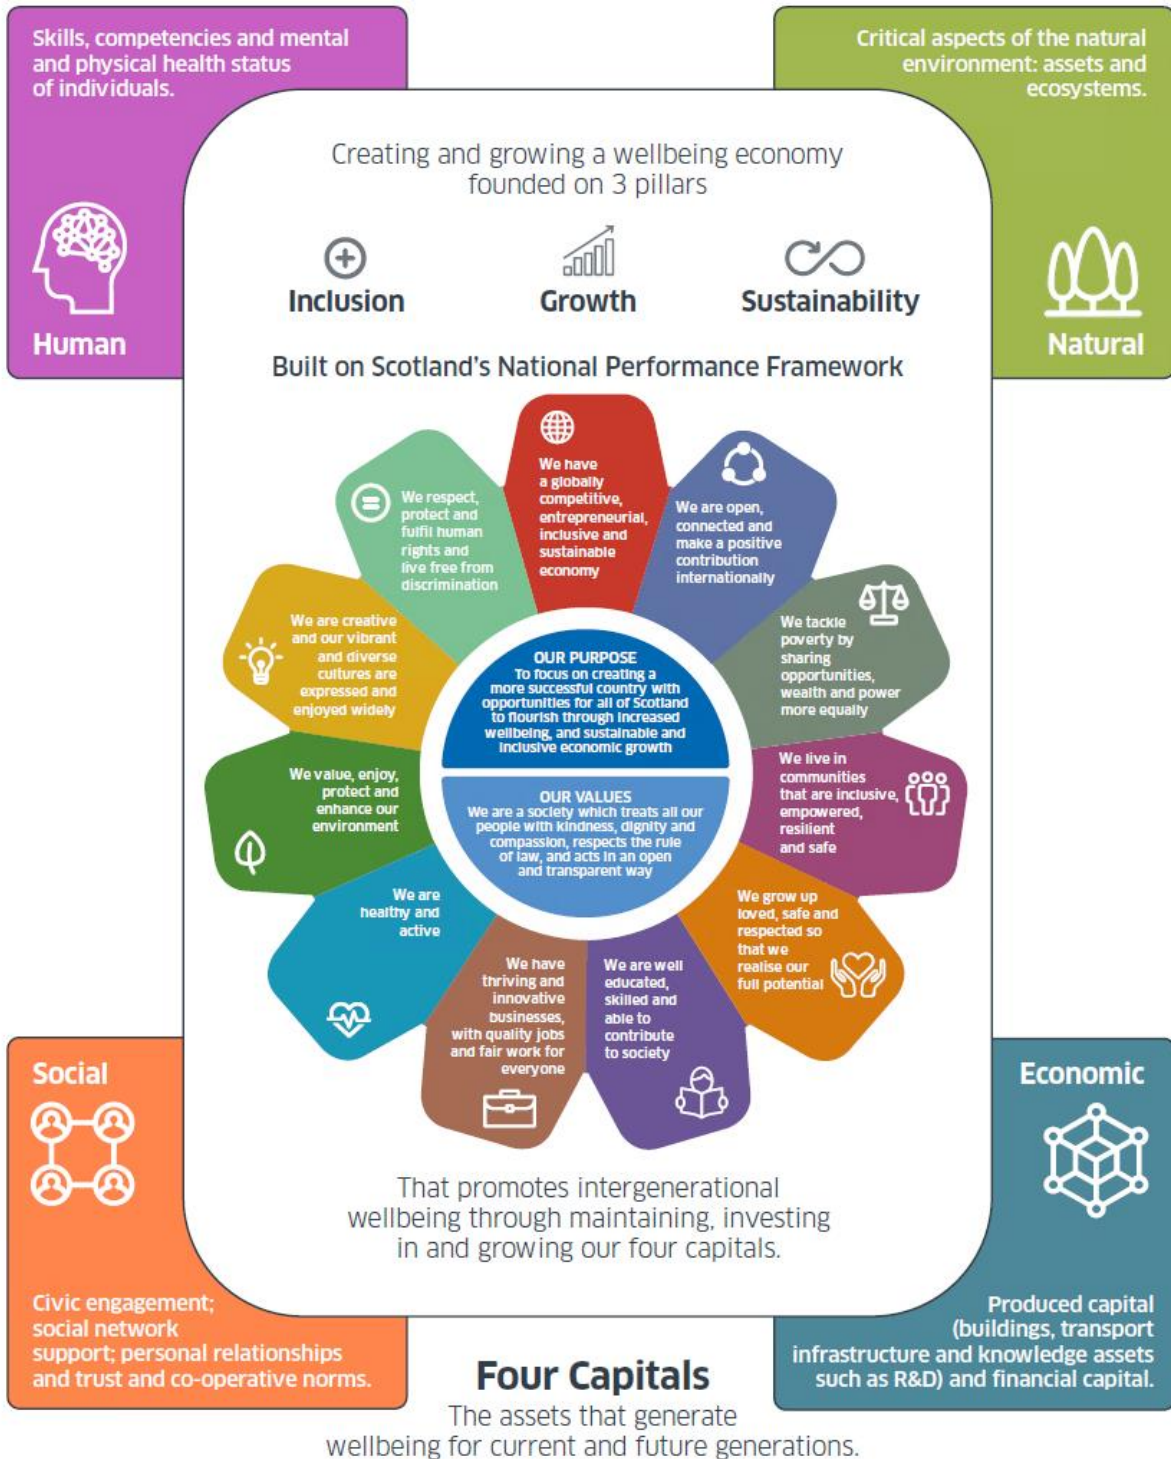 Skills, competencies and mental
and physical health status
of individuals.
Human
Critical aspects of the natural
environment: assets and
ecosystems.
Natural
Creating and growing a wellbeing economy
founded on 3 pillars
Inclusion
Growth
Sustainability
Built on Scotland's National Performance Framework
We have
a globally
competitive,
entrepreneurial,
inclusive and
sustainable
economy
We are open,
connected and
make a positive
contribution
internationally
We tackle
poverty by
sharing
opportunities,
wealth and power
more equally
We live in
communities
that are inclusive,
empowered,
resilient
and safe
We grow up
loved, safe and
respected so
that we
realise our
full potential
We are well
educated,
skilled and
able to
contribute
to society
We have
thriving and
innovative
businesses,
with quality jobs
and fair work for
everyone
We are
healthy and
active
We value, enjoy,
protect and
enhance our
environment
We are creative
and our vibrant
and diverse
cultures are
expressed and
enjoyed widely
We respect,
protect and
fulfil human
rights and
live free from
discrimination
OUR PURPOSE
To focus on creating a
more successful country with
opportunities for all of Scotland
to flourish through increased
wellbeing, and sustainable and
inclusive economic growth
OUR VALUES
We are a society which treats all our
people with kindness, dignity and
compassion, respects the rule
of law, and acts in an open
and transparent way
That promotes intergenerational
wellbeing through maintaining, investing
in and growing our four capitals.
Social
Civic engagement;
social network
support; personal relationships
and trust and co-operative norms.
Economic
Produced capital
(buildings, transport
infrastructure and knowledge assets
such as R&D) and financial capital.
Four Capitals
The assets that generate
wellbeing for current and future generations.